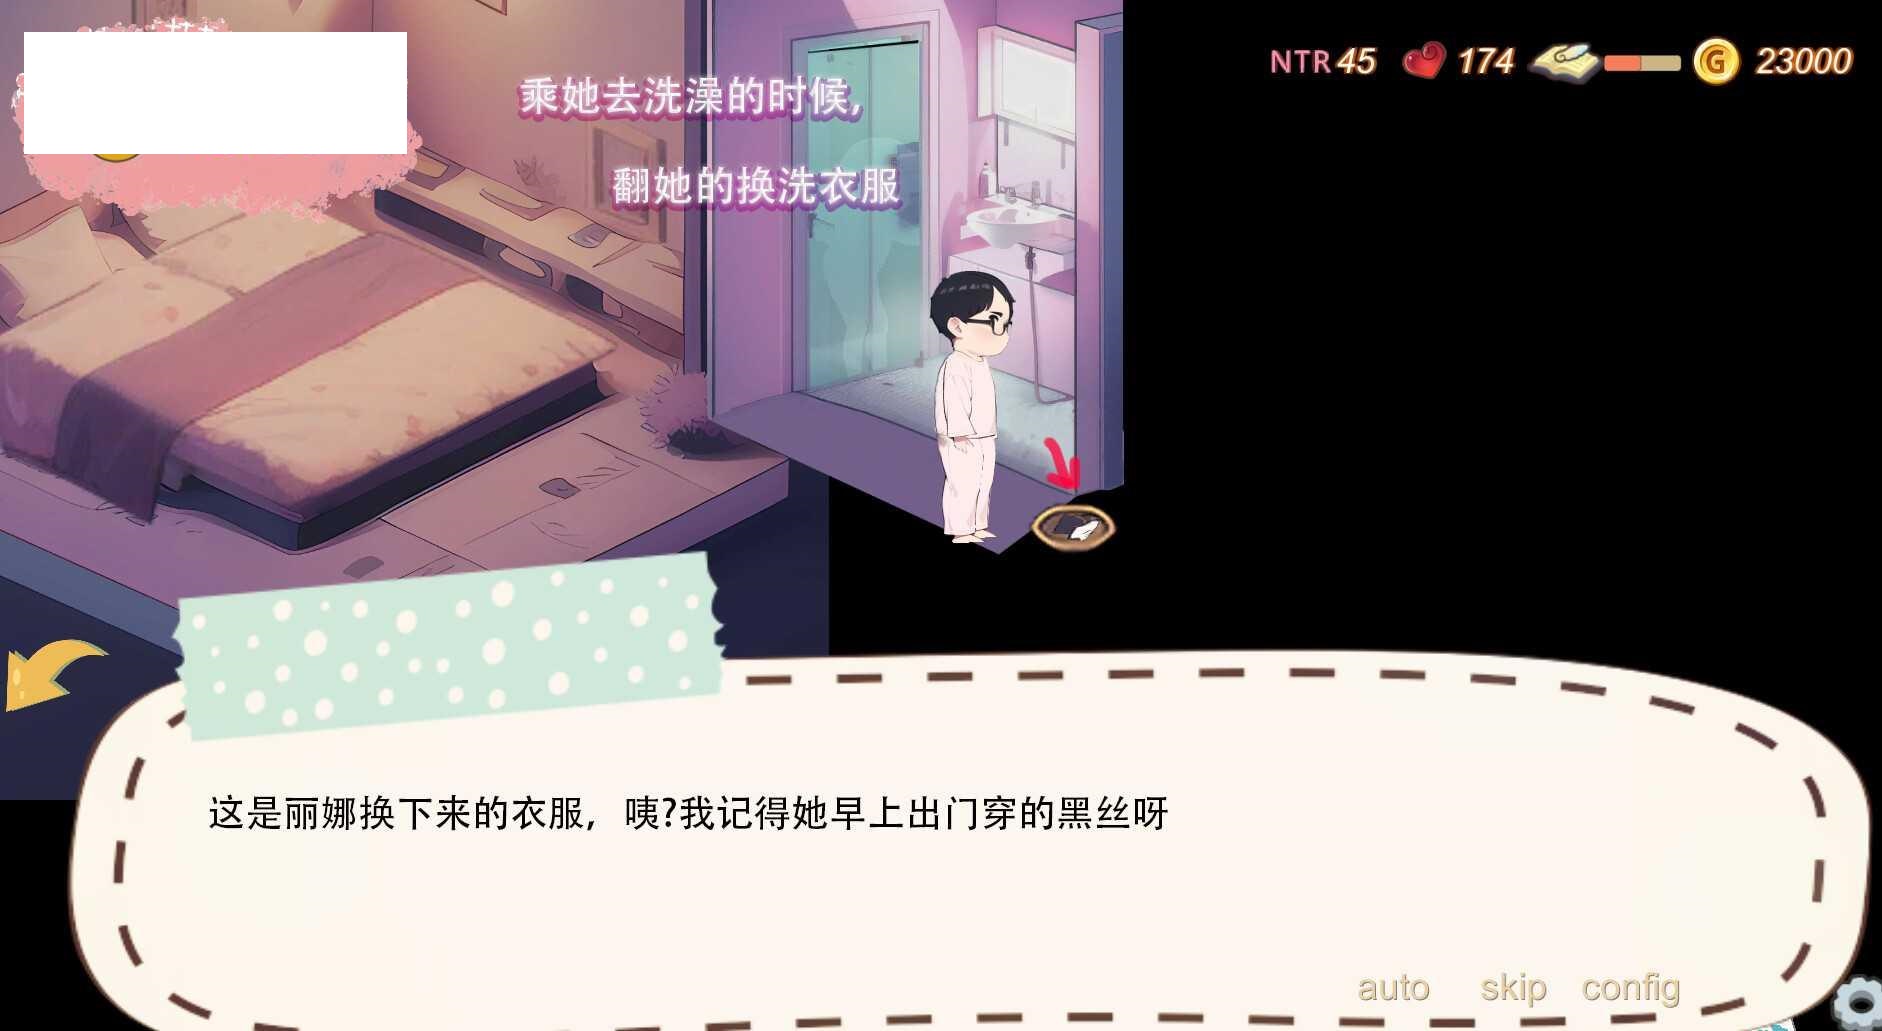 NTR 45 174 G 23000
乘她去洗澡的时候,
翻她的换洗衣服
这是丽娜换下来的衣服，咦?我记得她早上出门穿的黑丝呀
auto skip config